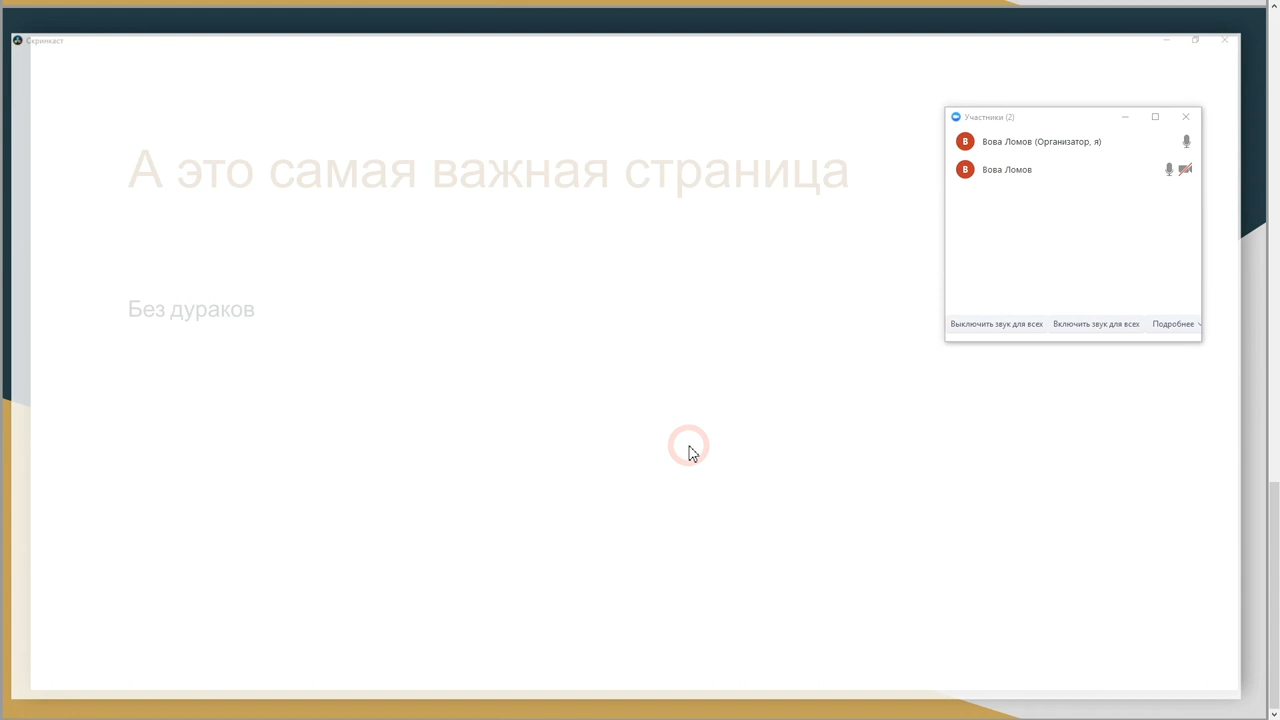 Скринкаст
А это самая важная страница
Без дураков
Участники (2)
В Вова Ломов (Организатор, я)
В Вова Ломов
Выключить звук для всех Включить звук для всех Подробнее